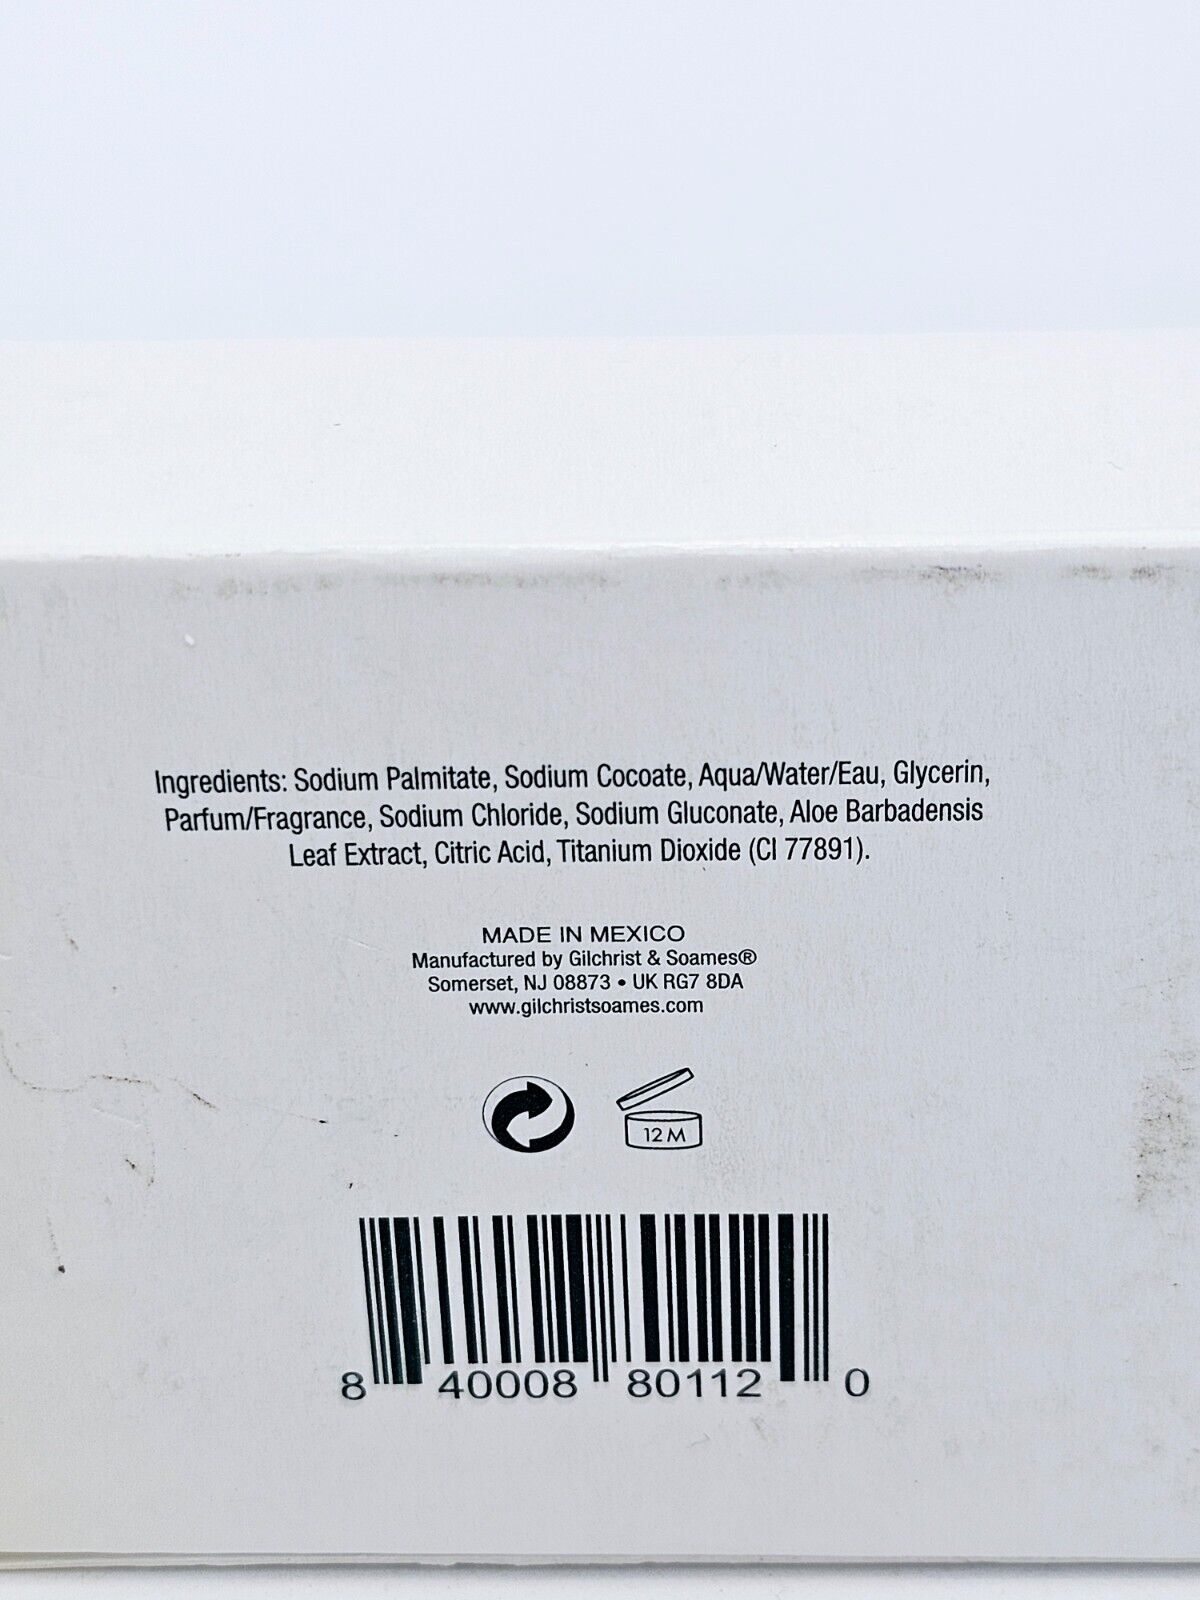 Ingredients: Sodium Palmitate, Sodium Cocoate, Aqua/Water/Eau, Glycerin,
Parfum/Fragrance, Sodium Chloride, Sodium Gluconate, Aloe Barbadensis
Leaf Extract, Citric Acid, Titanium Dioxide (CI 77891).
MADE IN MEXICO
Manufactured by Gilchrist & Soames®
Somerset, NJ 08873 • UK RG7 8DA
www.gilchristsoames.com
12 M
8 40008 80112 0